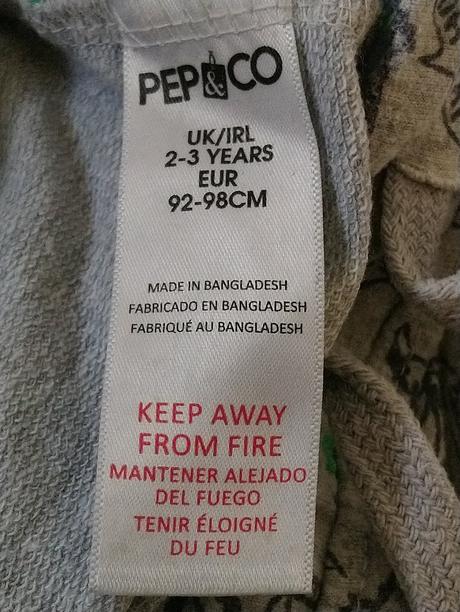 PEP&CO
UK/IRL
2-3 YEARS
EUR
92-98CM
MADE IN BANGLADESH
FABRICADO EN BANGLADESH
FABRIQUÉ AU BANGLADESH
KEEP AWAY
FROM FIRE
MANTENER ALEJADO
DEL FUEGO
TENIR ÉLOIGNÉ
DU FEU